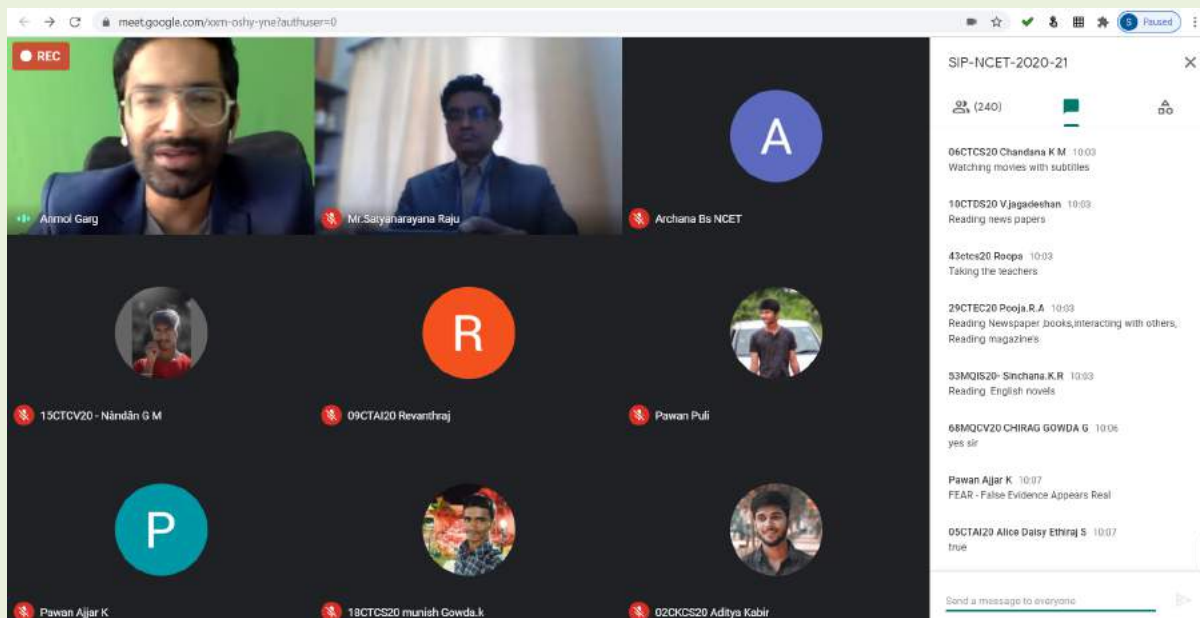 meet.google.com/xxm-oshy-yne?authuser=0
S Paused
REC
Anmol Garg
Mr.Satyanarayana Raju
A
Archana Bs NCET
15CTCV20 - Nàndân G M
R
09CTAI20 Revanthraj
Pawan Puli
P
Pawan Ajjar K
18CTCS20 munish Gowda.k
02CKCS20 Aditya Kabir
SIP-NCET-2020-21
(240)
06CTCS20 Chandana K M 10:03
Watching movies with subtitles
10CTDS20 V.jagadeshan 10:03
Reading news papers
43ctcs20 Roopa 10:03
Taking the teachers
29CTEC20 Pooja.R.A 10:03
Reading Newspaper ,books,interacting with others,
Reading magazine's
53MQIS20- Sinchana.K.R 10:03
Reading English novels
68MQCV20 CHIRAG GOWDA G 10:06
yes sir
Pawan Ajjar K 10:07
FEAR - False Evidence Appears Real
05CTAI20 Alice Daisy Ethiraj S 10:07
true
Send a message to everyone